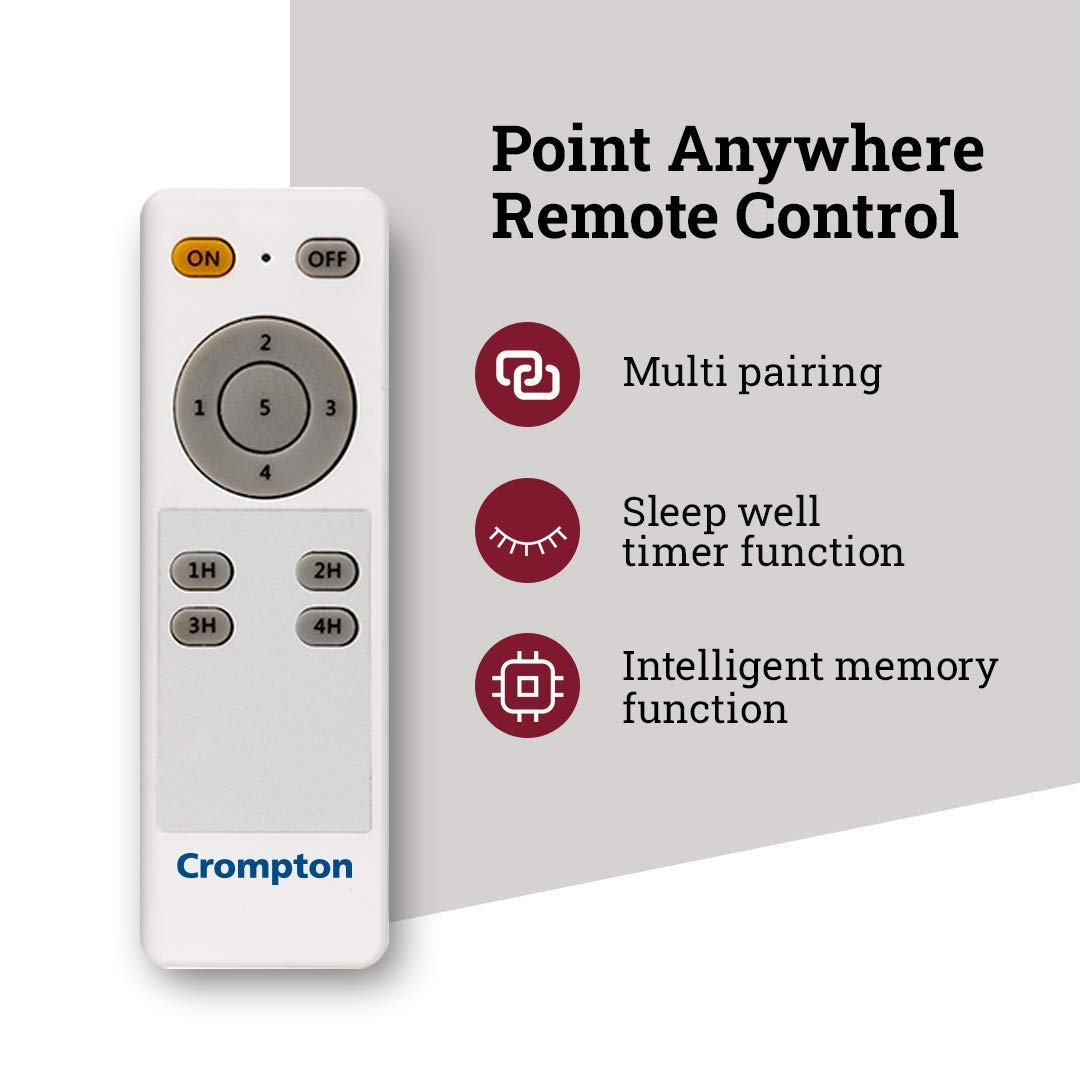 Point Anywhere
Remote Control
ON
OFF
2
1 5 3
4
1H
2H
3H
4H
Crompton
Multi pairing
Sleep well
timer function
Intelligent memory
function